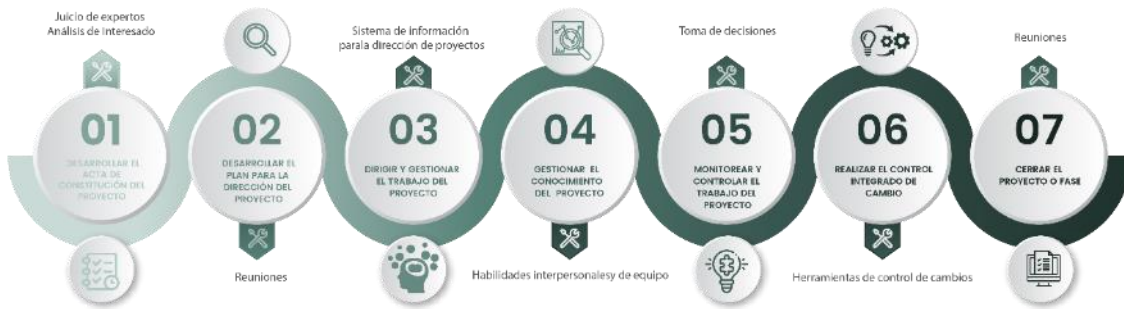 Juicio de expertos
Análisis de Interesado
01
DESARROLLAR EL
ACTA DE
CONSTITUCIÓN DEL
PROYECTO
02
DESARROLLAR EL
PLAN PARA LA
DIRECCIÓN DEL
PROYECTO
Reuniones
Sistema de información
parala dirección de proyectos
03
DIRIGIR Y GESTIONAR
EL TRABAJO DEL
PROYECTO
04
GESTIONAR EL
CONOCIMIENTO
DEL PROYECTO
Habilidades interpersonalesy de equipo
Toma de decisiones
05
MONITOREAR Y
CONTROLAR EL
TRABAJO DEL
PROYECTO
06
REALIZAR EL CONTROL
INTEGRADO DE
CAMBIO
Herramientas de control de cambios
Reuniones
07
CERRAR EL
PROYECTO O FASE